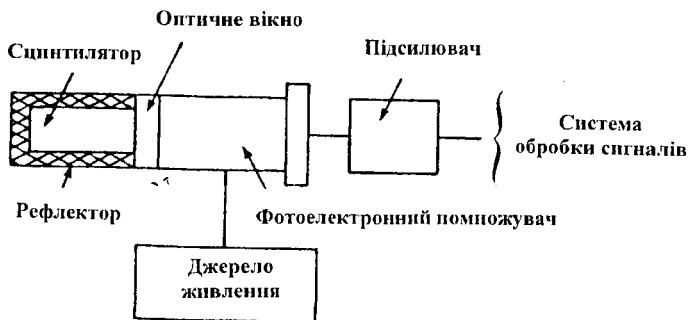 Оптичне вікно
Сцинтилятор
Підсилювач
Система
обробки сигналів
Рефлектор
Фотоелектронний помножувач
Джерело
живлення